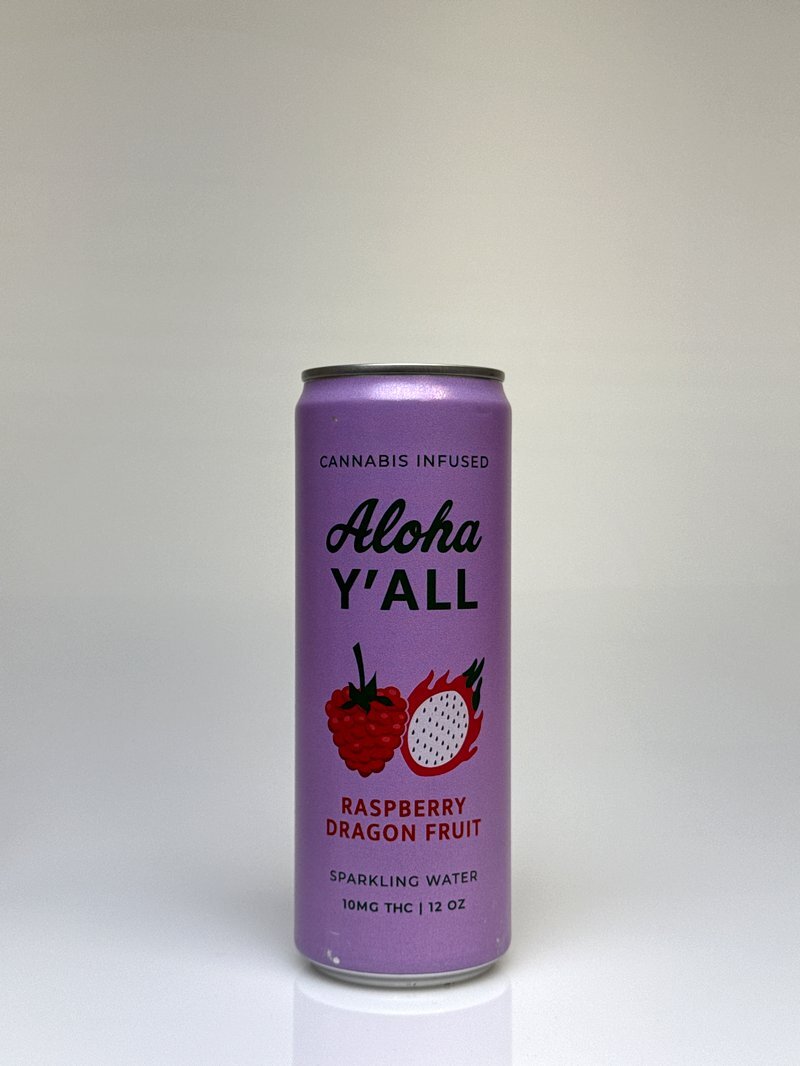 CANNABIS INFUSED
Aloha
Y'ALL
RASPBERRY
DRAGON FRUIT
SPARKLING WATER
10MG THC | 12 OZ